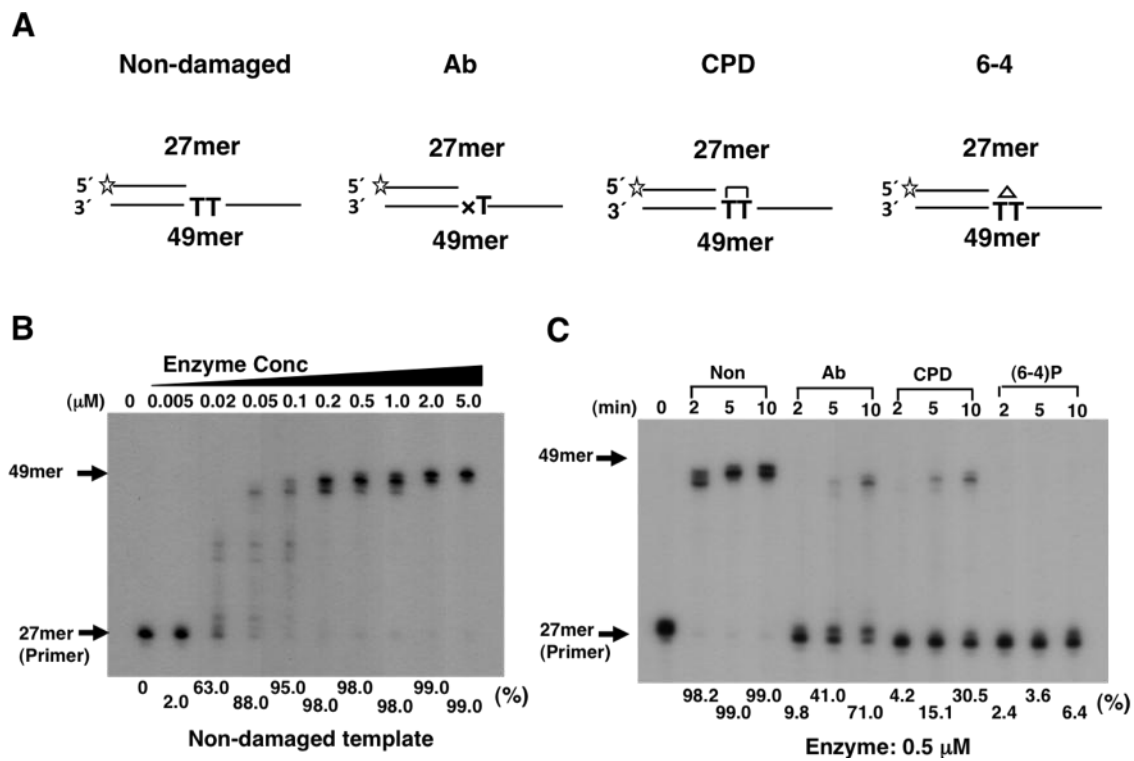 A
Non-damaged Ab CPD 6-4
27mer 27mer 27mer 27mer
5´ 5´ 5´ 5´
3´ TT 3´ ×T 3´ TT 3´ TT
49mer 49mer 49mer 49mer
B
Enzyme Conc
(μM) 0 0.005 0.02 0.05 0.1 0.2 0.5 1.0 2.0 5.0
49mer
27mer
(Primer)
0 63.0 95.0 98.0 99.0 (%)
2.0 88.0 98.0 98.0 99.0
Non-damaged template
C
Non Ab CPD (6-4)P
(min) 0 2 5 10 2 5 10 2 5 10 2 5 10
49mer
27mer
(Primer)
98.2 99.0 41.0 4.2 30.5 3.6 (%)
99.0 9.8 71.0 15.1 2.4 6.4
Enzyme: 0.5 μM